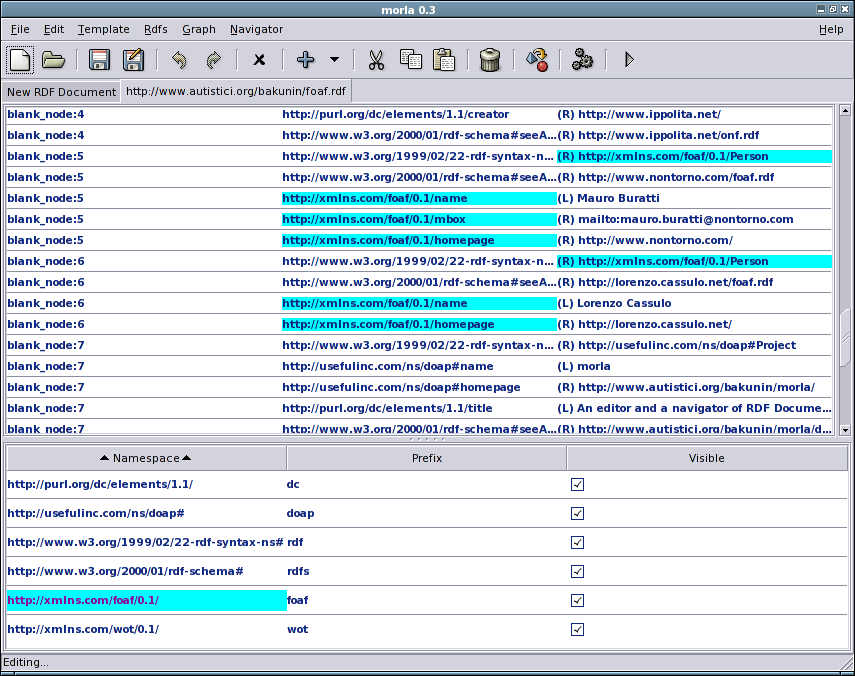 morla 0.3
File Edit Template Rdfs Graph Navigator Help
New RDF Document http://www.autistici.org/bakunin/foaf.rdf
blank_node:4 http://purl.org/dc/elements/1.1/creator (R) http://www.ippolita.net/
blank_node:4 http://www.w3.org/2000/01/rdf-schema#seeA... (R) http://www.ippolita.net/onf.rdf
blank_node:5 http://www.w3.org/1999/02/22-rdf-syntax-n... (R) http://xmlns.com/foaf/0.1/Person
blank_node:5 http://www.w3.org/2000/01/rdf-schema#seeA... (R) http://www.nontorno.com/foaf.rdf
blank_node:5 http://xmlns.com/foaf/0.1/name (L) Mauro Buratti
blank_node:5 http://xmlns.com/foaf/0.1/mbox (R) mailto:mauro.buratti@nontorno.com
blank_node:5 http://xmlns.com/foaf/0.1/homepage (R) http://www.nontorno.com/
blank_node:6 http://www.w3.org/1999/02/22-rdf-syntax-n... (R) http://xmlns.com/foaf/0.1/Person
blank_node:6 http://www.w3.org/2000/01/rdf-schema#seeA... (R) http://lorenzo.cassulo.net/foaf.rdf
blank_node:6 http://xmlns.com/foaf/0.1/name (L) Lorenzo Cassulo
blank_node:6 http://xmlns.com/foaf/0.1/homepage (R) http://lorenzo.cassulo.net/
blank_node:7 http://www.w3.org/1999/02/22-rdf-syntax-n... (R) http://usefulinc.com/ns/doap#Project
blank_node:7 http://usefulinc.com/ns/doap#name (L) morla
blank_node:7 http://usefulinc.com/ns/doap#homepage (R) http://www.autistici.org/bakunin/morla/
blank_node:7 http://purl.org/dc/elements/1.1/title (L) An editor and a navigator of RDF Docume...
blank_node:7 http://www.w3.org/2000/01/rdf-schema#seeA... (R) http://www.autistici.org/bakunin/morla/d...
Namespace Prefix Visible
http://purl.org/dc/elements/1.1/ dc
http://usefulinc.com/ns/doap# doap
http://www.w3.org/1999/02/22-rdf-syntax-ns# rdf
http://www.w3.org/2000/01/rdf-schema# rdfs
http://xmlns.com/foaf/0.1/ foaf
http://xmlns.com/wot/0.1/ wot
Editing...